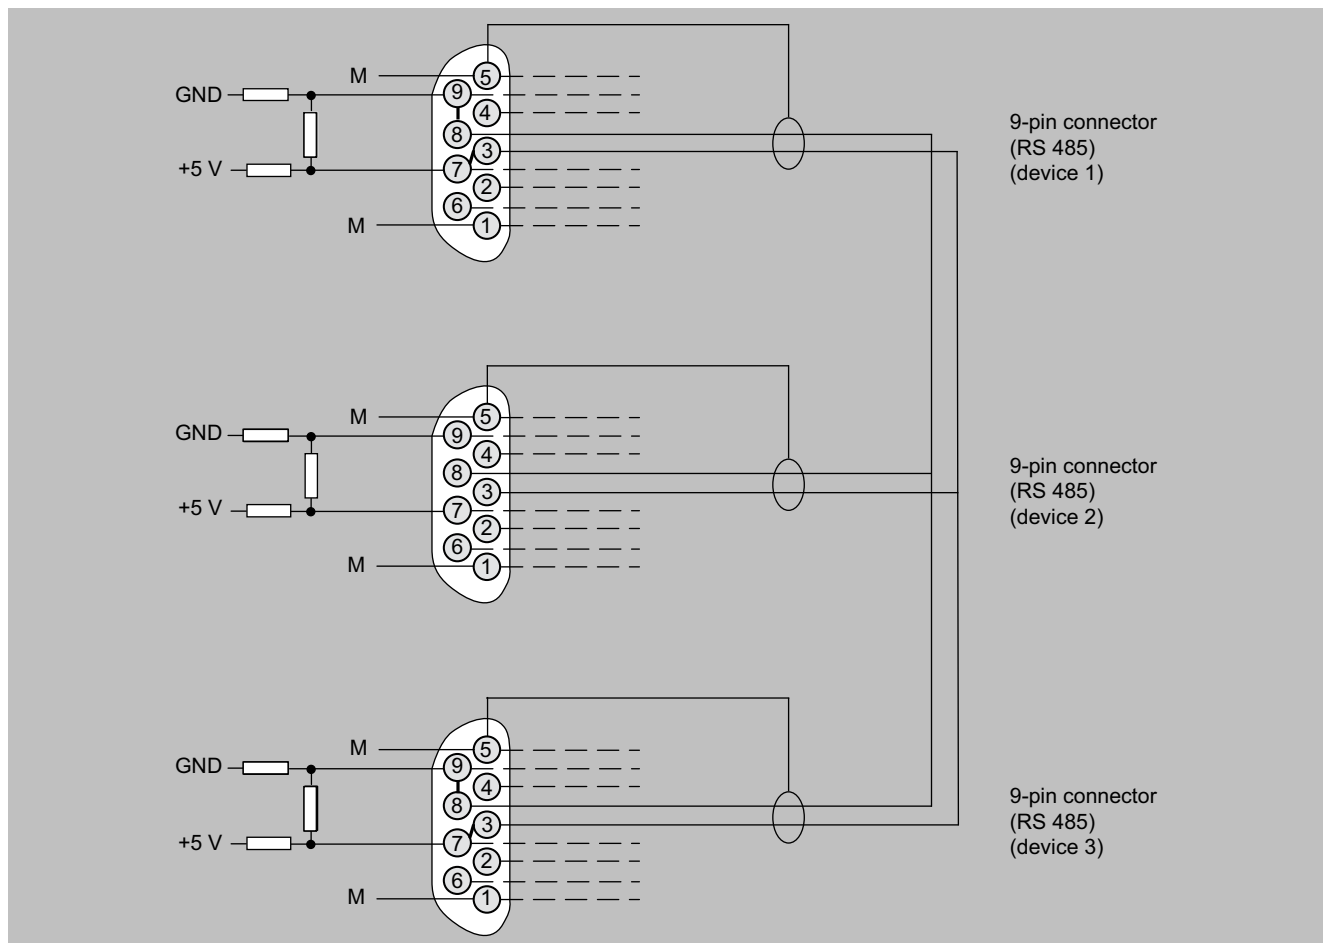 M
5
GND
9
4
8
3
+5 V
7
2
6
M
1
9-pin connector
(RS 485)
(device 1)
M
5
GND
9
4
8
3
+5 V
7
2
6
M
1
9-pin connector
(RS 485)
(device 2)
M
5
GND
9
4
8
3
+5 V
7
2
6
M
1
9-pin connector
(RS 485)
(device 3)